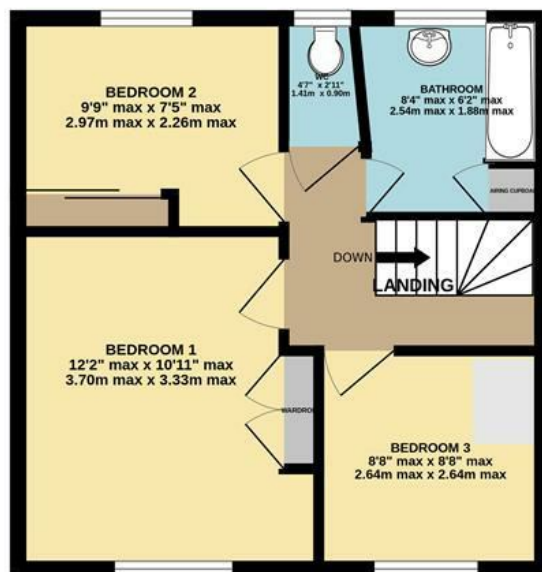 BEDROOM 2
9'9" max x 7'5" max
2.97m max x 2.26m max
WC
4'7" x 2'11"
1.41m x 0.90m
BATHROOM
8'4" max x 6'2" max
2.54m max x 1.88m max
AIRING CUPBOA
DOWN
LANDING
BEDROOM 1
12'2" max x 10'11" max
3.70m max x 3.33m max
WARDRO
BEDROOM 3
8'8" max x 8'8" max
2.64m max x 2.64m max